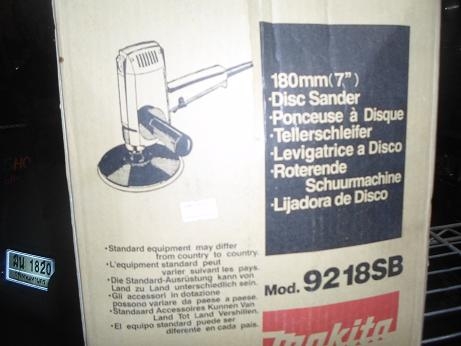 180mm(7")
·Disc Sander
·Ponceuse à Disque
·Tellerschleifer
·Levigatrice a Disco
·Roterende
Schuurmachine
·Lijadora de Disco
·Standard equipment may differ
from country to country.
·L'equipment standard peut
varier suivant les pays.
·Die Standard-Ausrüstung kann von
Land zu Land unterschiedlich sein.
·Gli accessori in dotazione
possono variare da paese a paese.
·Standaard Accessoires Kunnen Van
Land Tot Land Vershillen.
·El equipo standard puede ser
diferente en cada pais.
Mod. 9218SB
makita
AW 1820